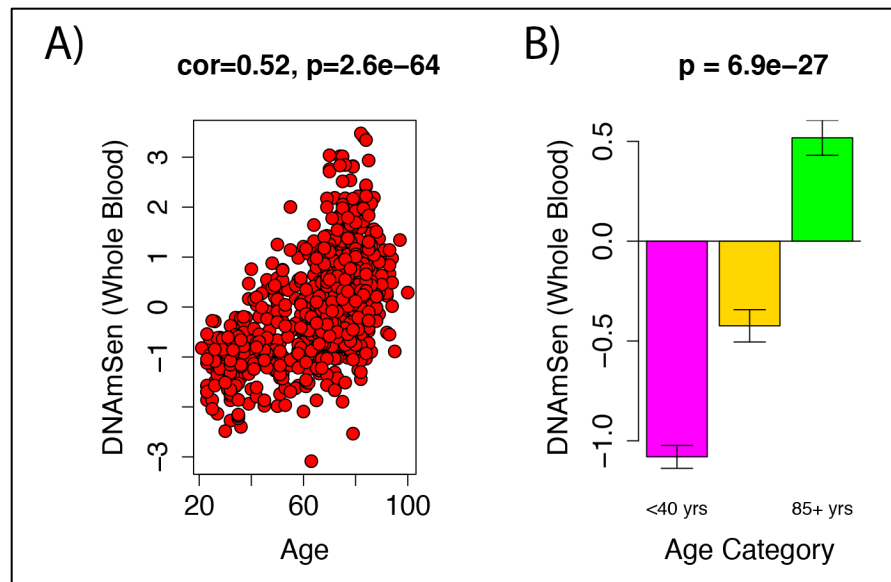 A)
cor=0.52, p=2.6e−64
DNAmSen (Whole Blood)
3
2
1
0
−1
−3
20
60
100
Age
B)
p = 6.9e−27
DNAmSen (Whole Blood)
0.5
0.0
−0.5
−1.0
<40 yrs
85+ yrs
Age Category